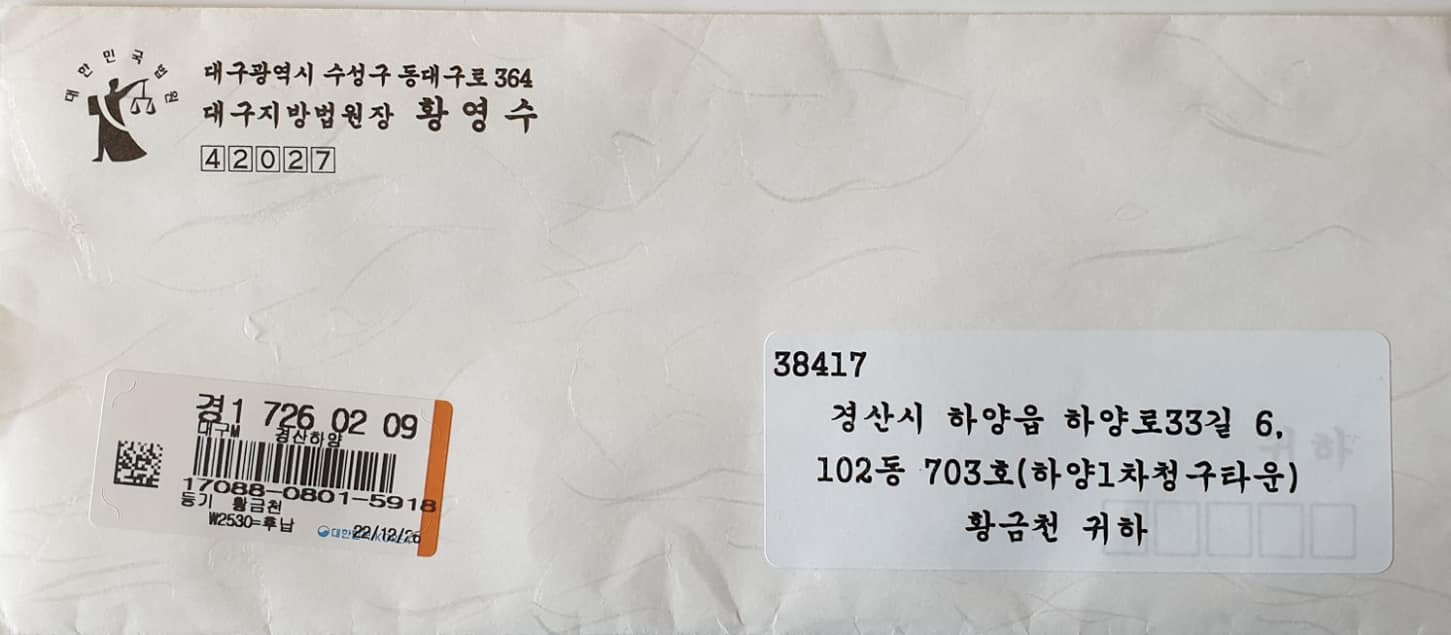 대한민국법원
대구광역시 수성구 동대구로 364
대구지방법원장 황영수
42027
경1 726 02 09
대구M 경산하양
17088-0801-5918
등기 황금천
₩2530=후납
22/12/26
38417
경산시 하양읍 하양로33길 6,
102동 703호(하양1차청구타운)
황금천 귀하